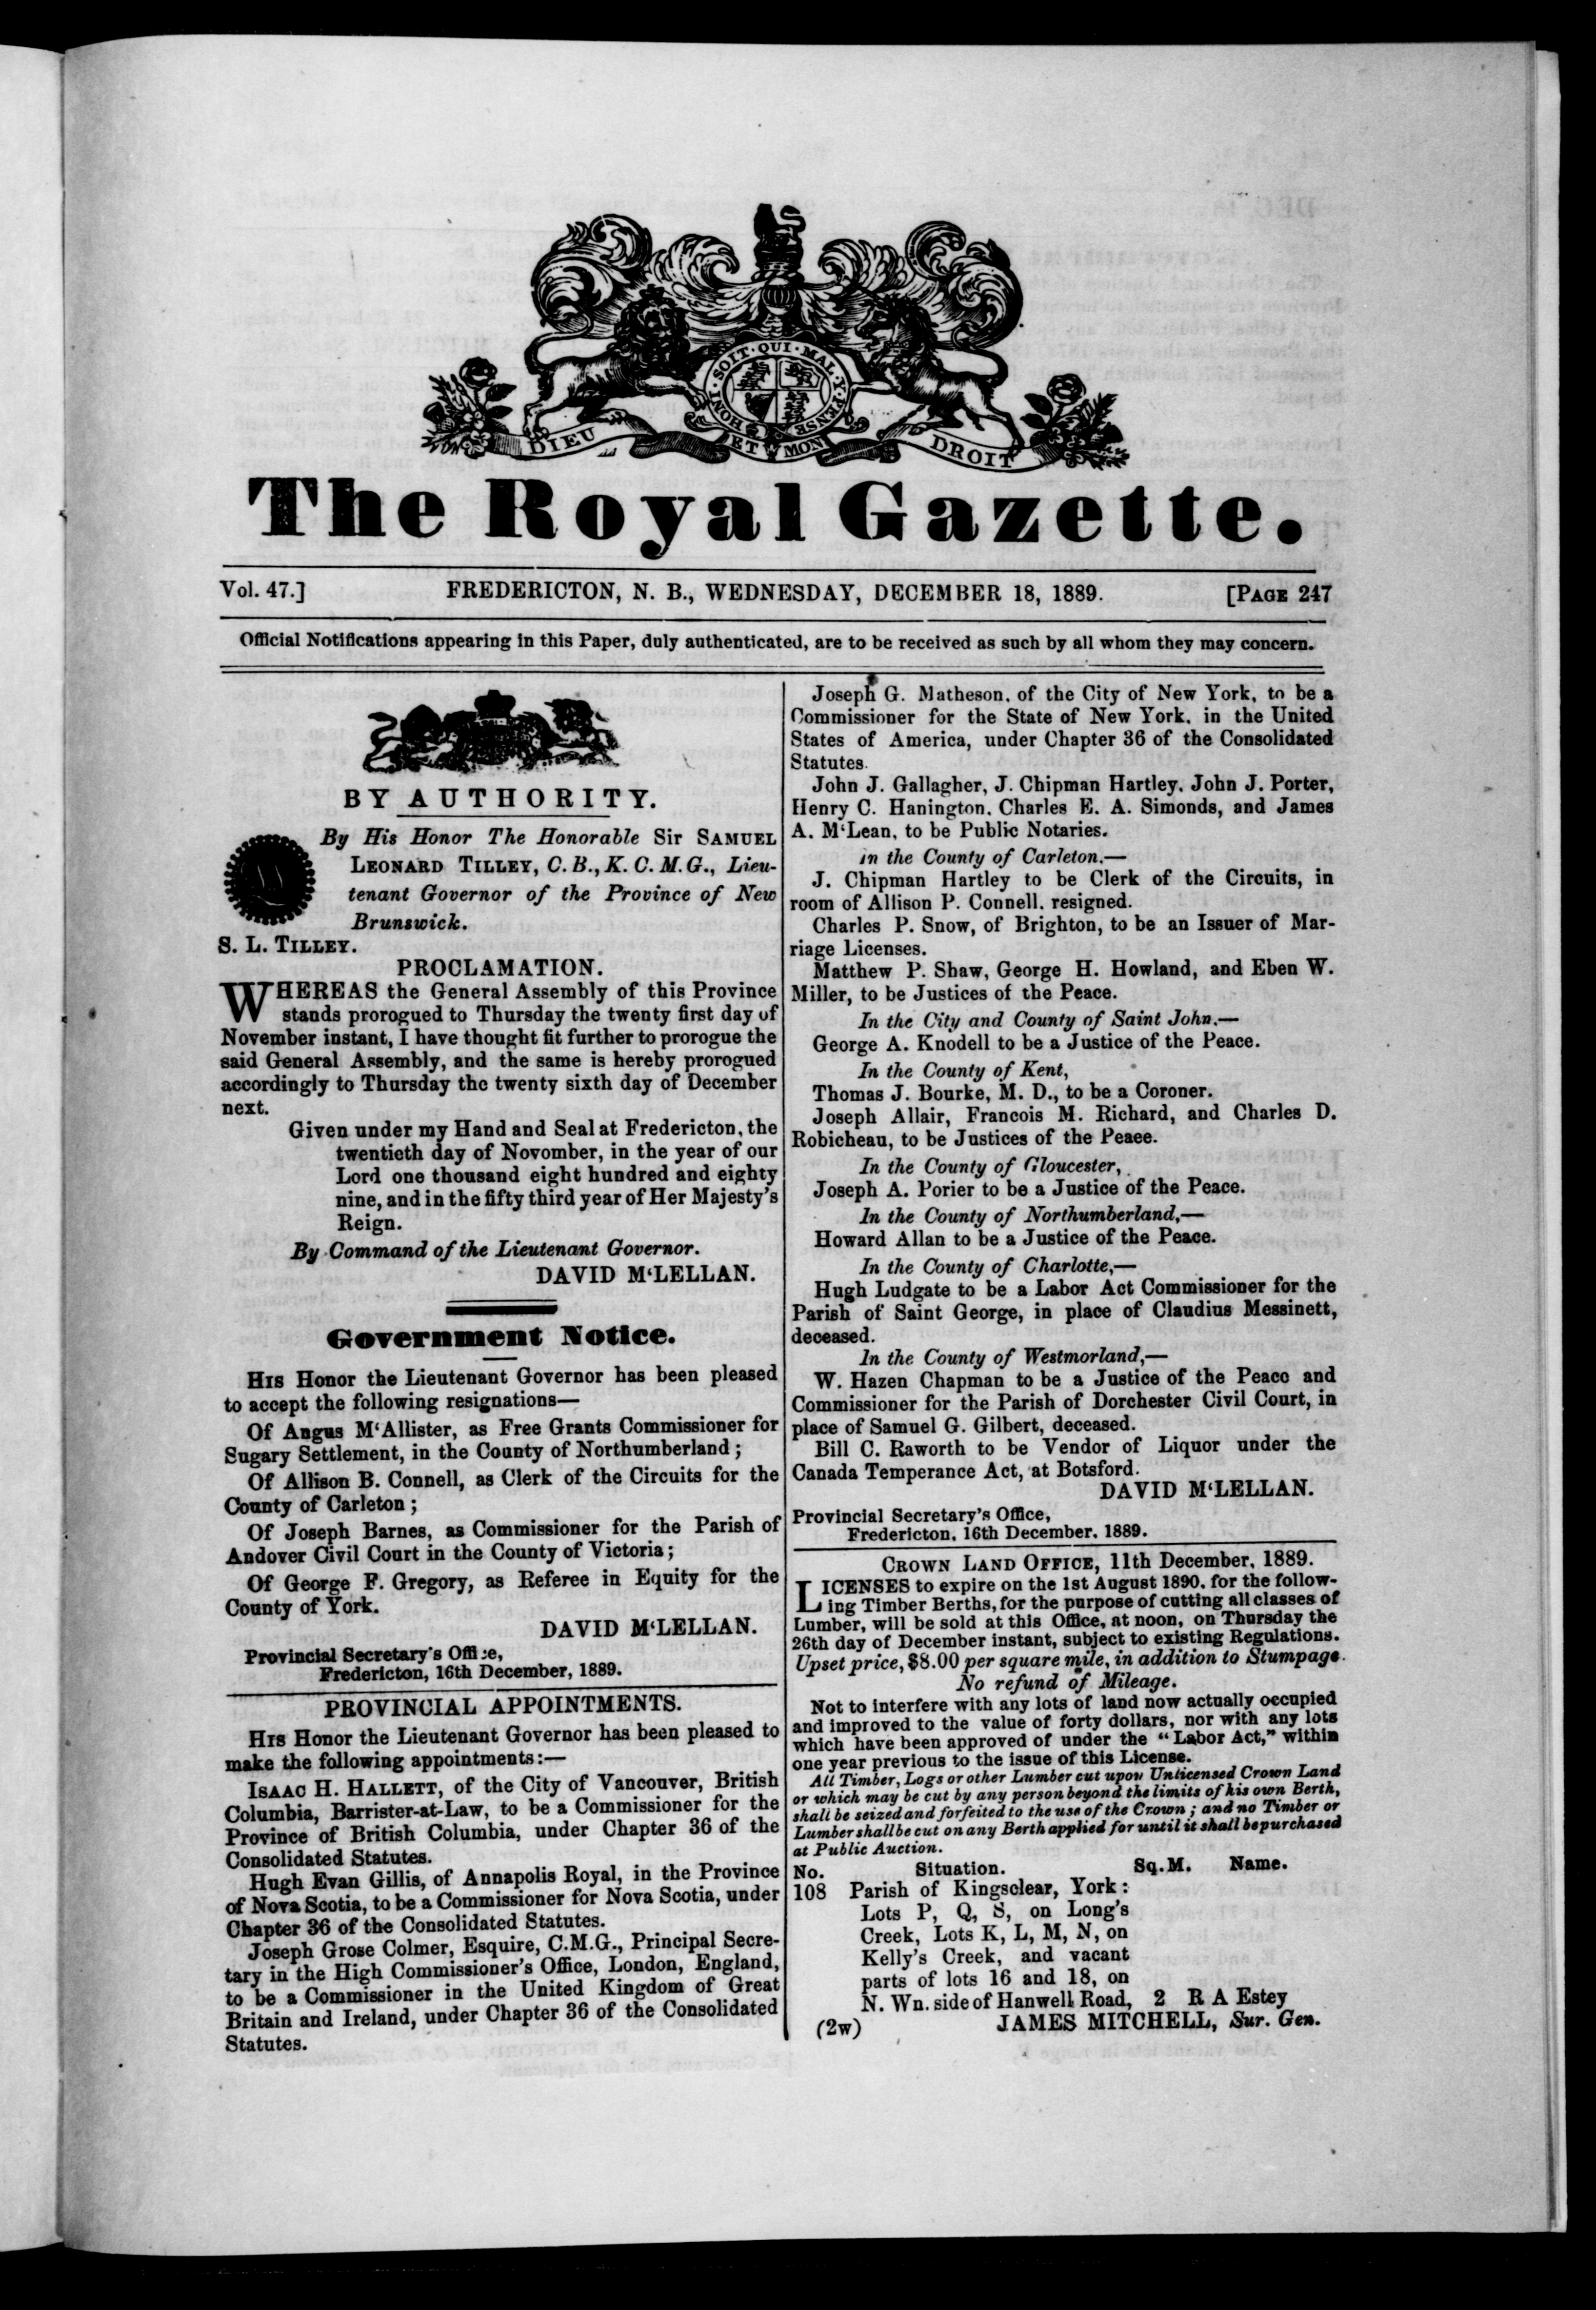 HONI · SOIT · QUI · MAL · Y · PENSE
DIEU ET MON DROIT
The Royal Gazette.
Vol. 47.] FREDERICTON, N. B., WEDNESDAY, DECEMBER 18, 1889. [PAGE 247
Official Notifications appearing in this Paper, duly authenticated, are to be received as such by all whom they may concern.
BY AUTHORITY.
By His Honor The Honorable Sir SAMUEL
LEONARD TILLEY, C.B., K.C.M.G., Lieu-
tenant Governor of the Province of New
Brunswick.
S. L. TILLEY.
PROCLAMATION.
WHEREAS the General Assembly of this Province
stands prorogued to Thursday the twenty first day of
November instant, I have thought fit further to prorogue the
said General Assembly, and the same is hereby prorogued
accordingly to Thursday the twenty sixth day of December
next.
Given under my Hand and Seal at Fredericton, the
twentieth day of Novomber, in the year of our
Lord one thousand eight hundred and eighty
nine, and in the fifty third year of Her Majesty's
Reign.
By Command of the Lieutenant Governor.
DAVID M‘LELLAN.
Government Notice.
HIS Honor the Lieutenant Governor has been pleased
to accept the following resignations—
Of Angus M‘Allister, as Free Grants Commissioner for
Sugary Settlement, in the County of Northumberland ;
Of Allison B. Connell, as Clerk of the Circuits for the
County of Carleton ;
Of Joseph Barnes, as Commissioner for the Parish of
Andover Civil Court in the County of Victoria ;
Of George F. Gregory, as Referee in Equity for the
County of York.
DAVID M‘LELLAN.
Provincial Secretary's Office,
Fredericton, 16th December, 1889.
PROVINCIAL APPOINTMENTS.
HIS Honor the Lieutenant Governor has been pleased to
make the following appointments:—
ISAAC H. HALLETT, of the City of Vancouver, British
Columbia, Barrister-at-Law, to be a Commissioner for the
Province of British Columbia, under Chapter 36 of the
Consolidated Statutes.
Hugh Evan Gillis, of Annapolis Royal, in the Province
of Nova Scotia, to be a Commissioner for Nova Scotia, under
Chapter 36 of the Consolidated Statutes.
Joseph Grose Colmer, Esquire, C.M.G., Principal Secre-
tary in the High Commissioner's Office, London, England,
to be a Commissioner in the United Kingdom of Great
Britain and Ireland, under Chapter 36 of the Consolidated
Statutes.
Joseph G. Matheson, of the City of New York, to be a
Commissioner for the State of New York, in the United
States of America, under Chapter 36 of the Consolidated
Statutes.
John J. Gallagher, J. Chipman Hartley, John J. Porter,
Henry C. Hanington, Charles E. A. Simonds, and James
A. M‘Lean, to be Public Notaries.
in the County of Carleton,—
J. Chipman Hartley to be Clerk of the Circuits, in
room of Allison P. Connell, resigned.
Charles P. Snow, of Brighton, to be an Issuer of Mar-
riage Licenses.
Matthew P. Shaw, George H. Howland, and Eben W.
Miller, to be Justices of the Peace.
In the City and County of Saint John,—
George A. Knodell to be a Justice of the Peace.
In the County of Kent,
Thomas J. Bourke, M. D., to be a Coroner.
Joseph Allair, Francois M. Richard, and Charles D.
Robicheau, to be Justices of the Peaee.
In the County of Gloucester,
Joseph A. Porier to be a Justice of the Peace.
In the County of Northumberland,—
Howard Allan to be a Justice of the Peace.
In the County of Charlotte,—
Hugh Ludgate to be a Labor Act Commissioner for the
Parish of Saint George, in place of Claudius Messinett,
deceased.
In the County of Westmorland,—
W. Hazen Chapman to be a Justice of the Peace and
Commissioner for the Parish of Dorchester Civil Court, in
place of Samuel G. Gilbert, deceased.
Bill C. Raworth to be Vendor of Liquor under the
Canada Temperance Act, at Botsford.
DAVID M‘LELLAN.
Provincial Secretary's Office,
Fredericton, 16th December, 1889.
CROWN LAND OFFICE, 11th December, 1889.
LICENSES to expire on the 1st August 1890, for the follow-
ing Timber Berths, for the purpose of cutting all classes of
Lumber, will be sold at this Office, at noon, on Thursday the
26th day of December instant, subject to existing Regulations.
Upset price, $8.00 per square mile, in addition to Stumpage.
No refund of Mileage.
Not to interfere with any lots of land now actually occupied
and improved to the value of forty dollars, nor with any lots
which have been approved of under the “Labor Act,” within
one year previous to the issue of this License.
All Timber, Logs or other Lumber cut upon Unlicensed Crown Land
or which may be cut by any person beyond the limits of his own Berth,
shall be seized and forfeited to the use of the Crown ; and no Timber or
Lumber shall be cut on any Berth applied for until it shall be purchased
at Public Auction.
No. Situation. Sq.M. Name.
108 Parish of Kingsclear, York :
Lots P, Q, S, on Long's
Creek, Lots K, L, M, N, on
Kelly's Creek, and vacant
parts of lots 16 and 18, on
N. Wn. side of Hanwell Road, 2 R A Estey
(2w) JAMES MITCHELL, Sur. Gen.